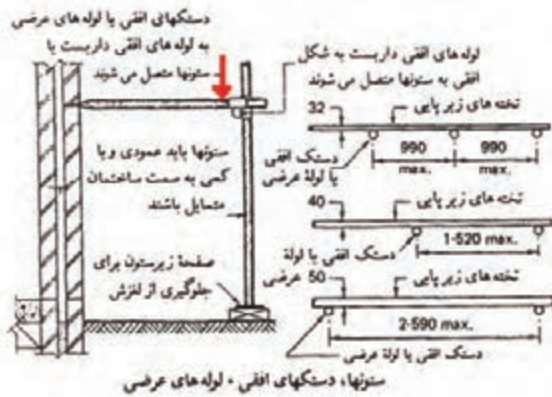 دستکهای افقی یا لوله های عرضی
به لوله های افقی داربست یا
ستونها متصل می شوند
لوله های افقی داربست به شکل
افقی به ستونها متصل می شوند
ستونها باید عمودی و یا
کمی به سمت ساختمان
متمایل باشند
صفحهٔ زیرستون برای
جلوگیری از لغزش
تخته های زیر پایی
32
990 max.
990 max.
دستک افقی
یا لولهٔ عرضی
تخته های زیر پایی
40
1-520 max.
دستک افقی یا لولهٔ
عرضی
تخته های زیر پایی
50
2-590 max.
دستک افقی یا لولهٔ عرضی
ستونها، دستکهای افقی - لوله های عرضی